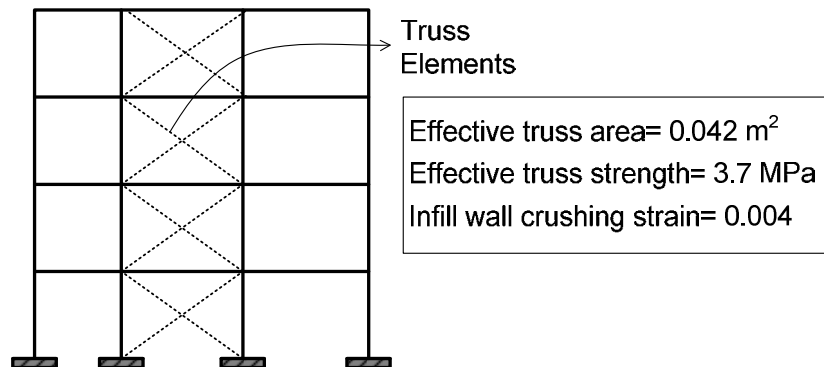 Truss
Elements
Effective truss area= 0.042 m²
Effective truss strength= 3.7 MPa
Infill wall crushing strain= 0.004